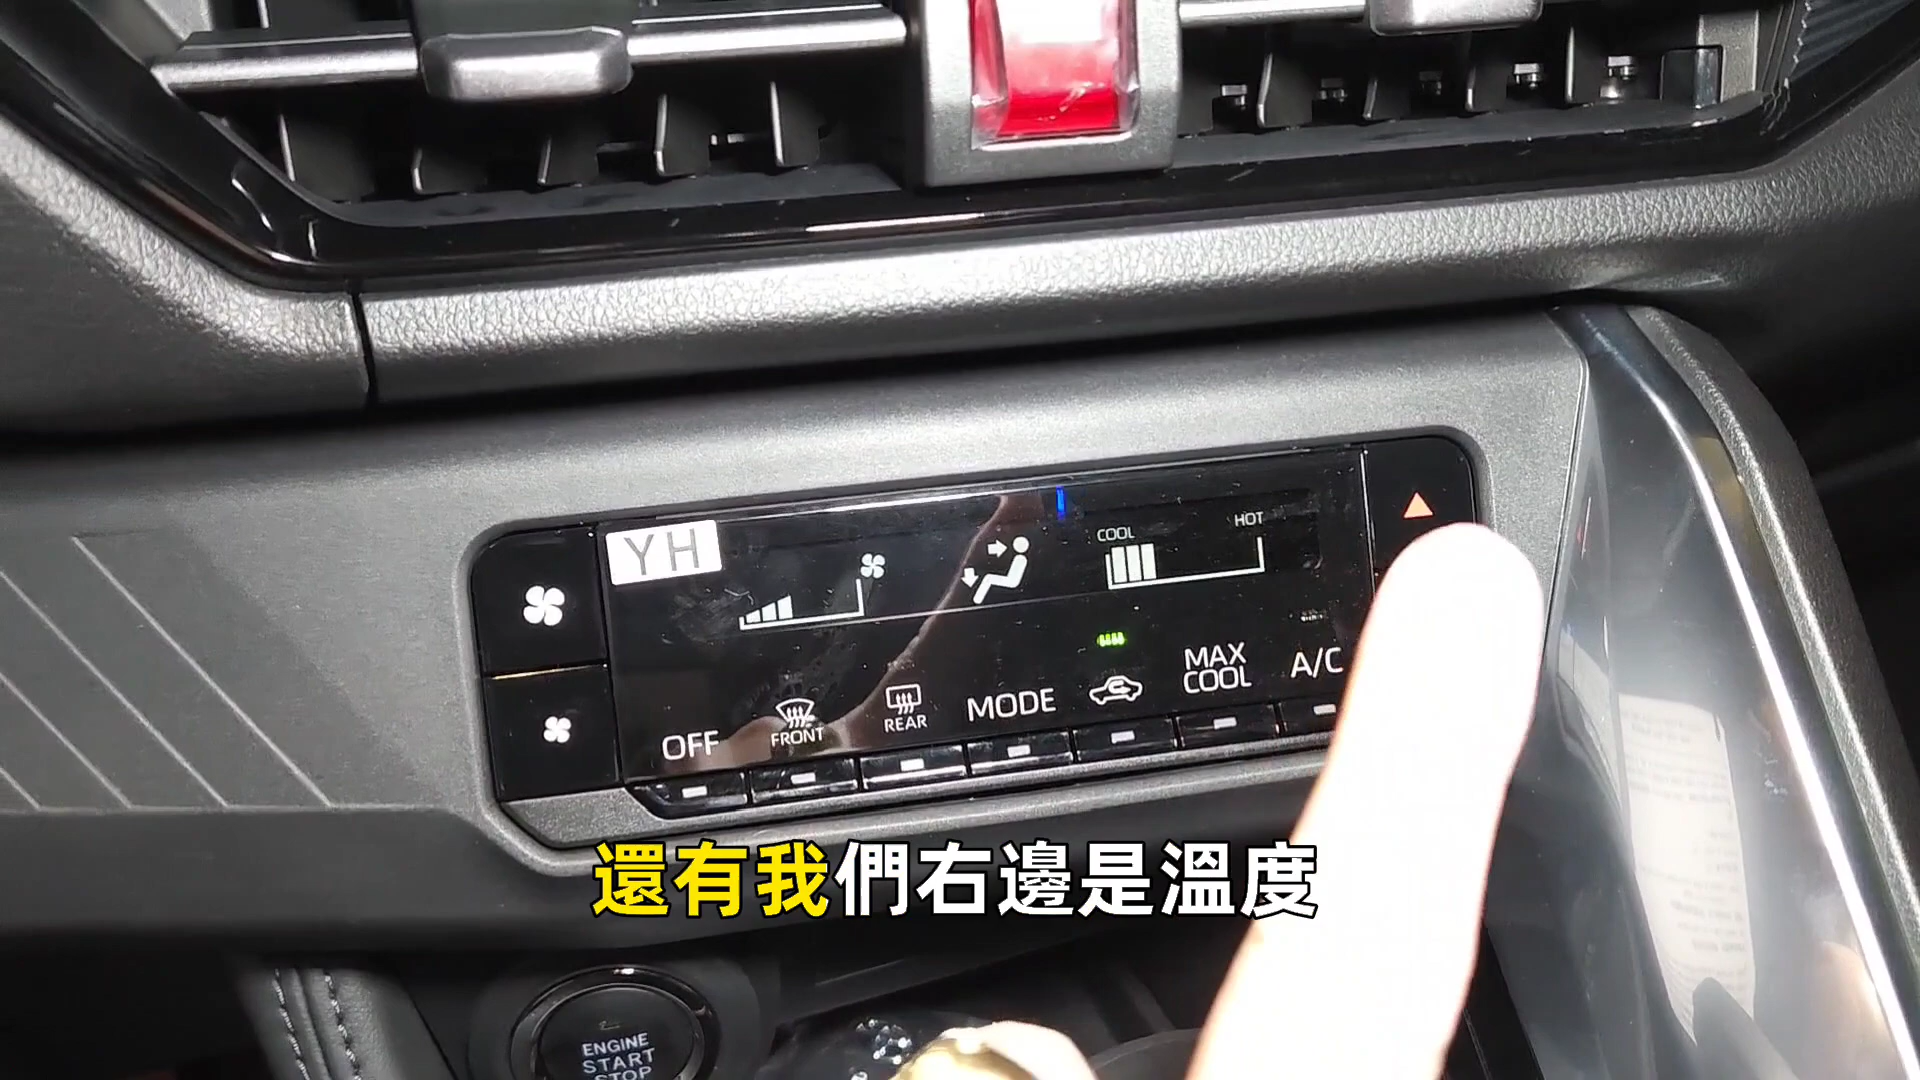 YH
COOL
HOT
OFF
FRONT
REAR
MODE
MAX
COOL
A/C
還有我們右邊是溫度
ENGINE
START
STOP